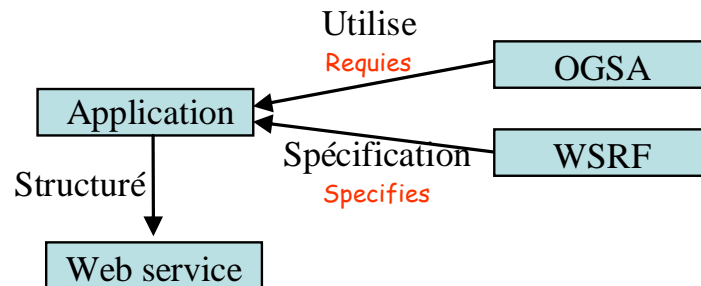 Utilise
Requies
OGSA
Application
Spécification
WSRF
Structuré
Specifies
Web service